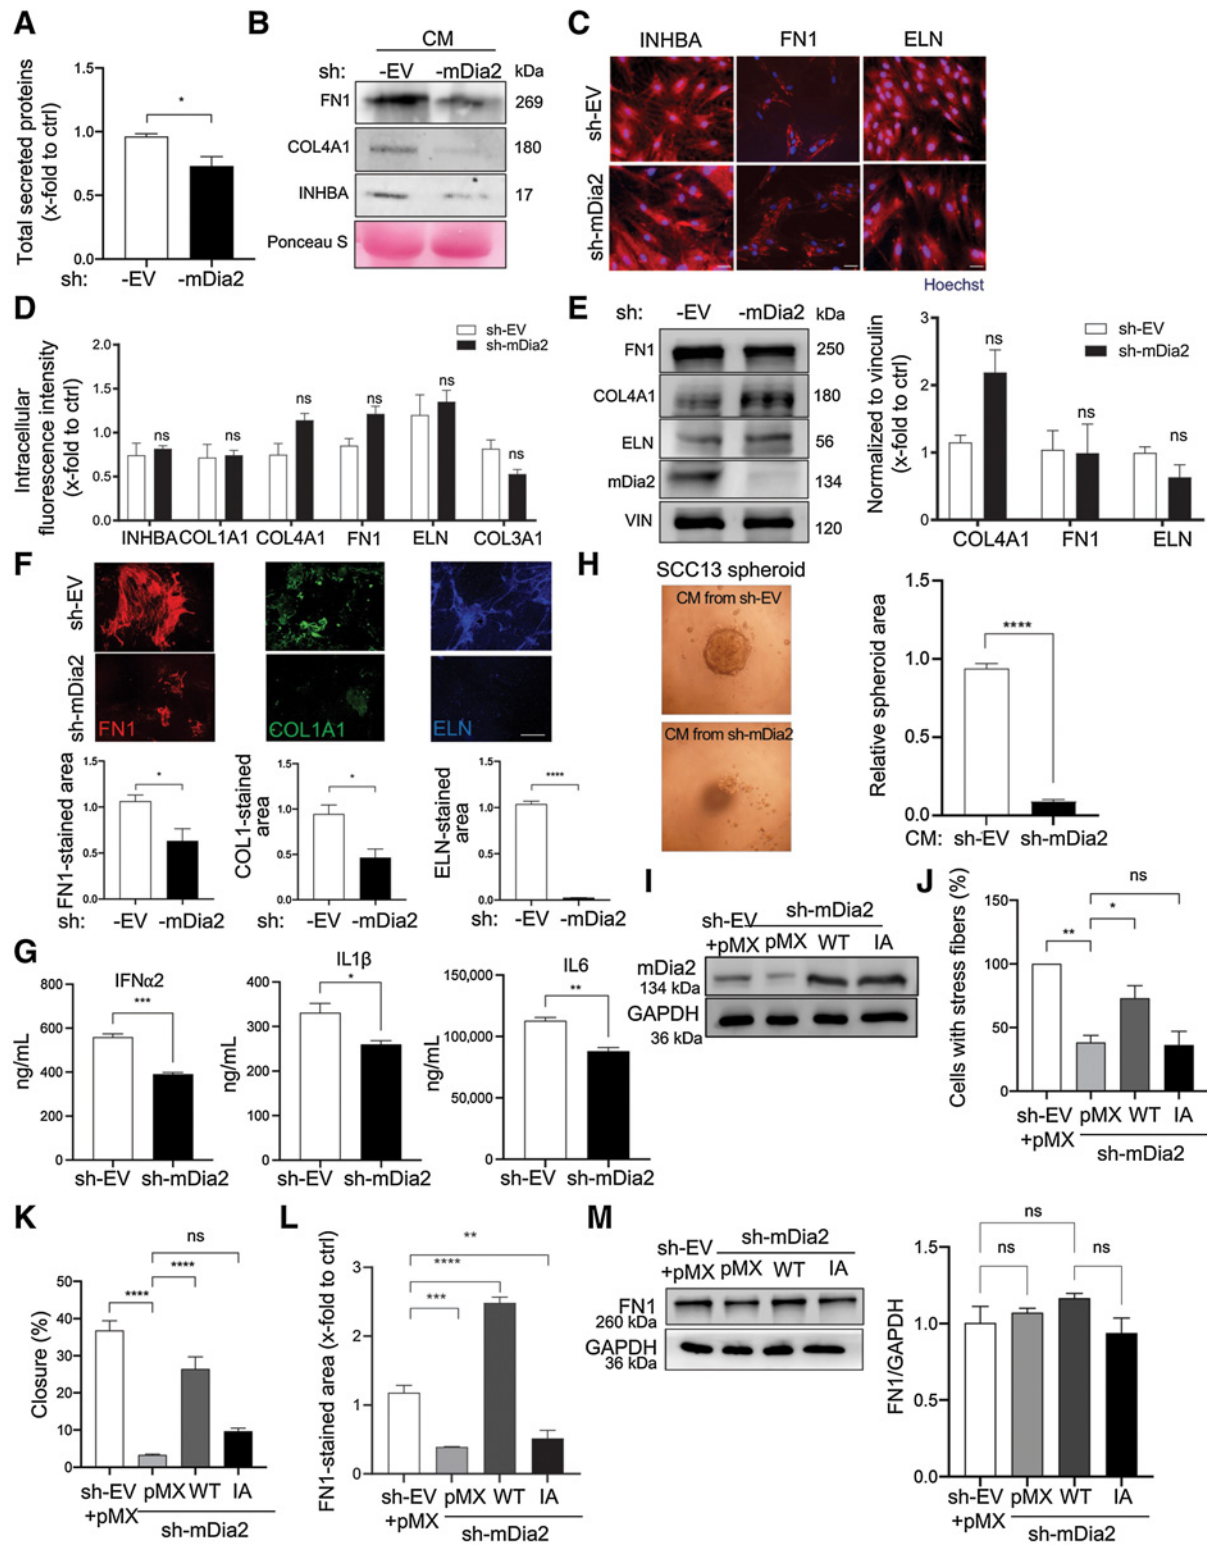 A
Total secreted proteins
(x-fold to ctrl)
1.5
1.0
0.5
0.0
*
sh: -EV -mDia2
B
CM
sh: -EV -mDia2 kDa
FN1 269
COL4A1 180
INHBA 17
Ponceau S
C
INHBA FN1 ELN
sh-EV
sh-mDia2
Hoechst
D
Intracellular
fluorescence intensity
(x-fold to ctrl)
2.0
1.5
1.0
0.5
0.0
sh-EV
sh-mDia2
ns ns ns ns ns ns
INHBA COL1A1 COL4A1 FN1 ELN COL3A1
E
sh: -EV -mDia2 kDa
FN1 250
COL4A1 180
ELN 56
mDia2 134
VIN 120
Normalized to vinculin
(x-fold to ctrl)
3
2
1
0
sh-EV
sh-mDia2
ns ns ns
COL4A1 FN1 ELN
F
sh-EV
sh-mDia2
FN1 COL1A1 ELN
FN1-stained area
1.5
1.0
0.5
0.0
*
sh: -EV -mDia2
COL1-stained
area
1.5
1.0
0.5
0.0
*
sh: -EV -mDia2
ELN-stained
area
1.5
1.0
0.5
0.0
****
sh: -EV -mDia2
H
SCC13 spheroid
CM from sh-EV
CM from sh-mDia2
Relative spheroid area
1.5
1.0
0.5
0.0
****
CM: sh-EV sh-mDia2
G
IFNα2
ng/mL
800
600
400
200
0
***
sh-EV sh-mDia2
IL1β
ng/mL
400
300
200
100
0
*
sh-EV sh-mDia2
IL6
ng/mL
150,000
100,000
50,000
0
**
sh-EV sh-mDia2
I
sh-EV sh-mDia2
+pMX pMX WT IA
mDia2
134 kDa
GAPDH
36 kDa
J
Cells with stress fibers (%)
150
100
50
0
ns
*
**
sh-EV pMX WT IA
+pMX sh-mDia2
K
Closure (%)
50
40
30
20
10
0
ns
****
****
sh-EV pMX WT IA
+pMX sh-mDia2
L
FN1-stained area (x-fold to ctrl)
3
2
1
0
**
****
***
sh-EV pMX WT IA
+pMX sh-mDia2
M
sh-EV sh-mDia2
+pMX pMX WT IA
FN1
260 kDa
GAPDH
36 kDa
FN1/GAPDH
1.5
1.0
0.5
0.0
ns
ns ns
sh-EV pMX WT IA
+pMX sh-mDia2